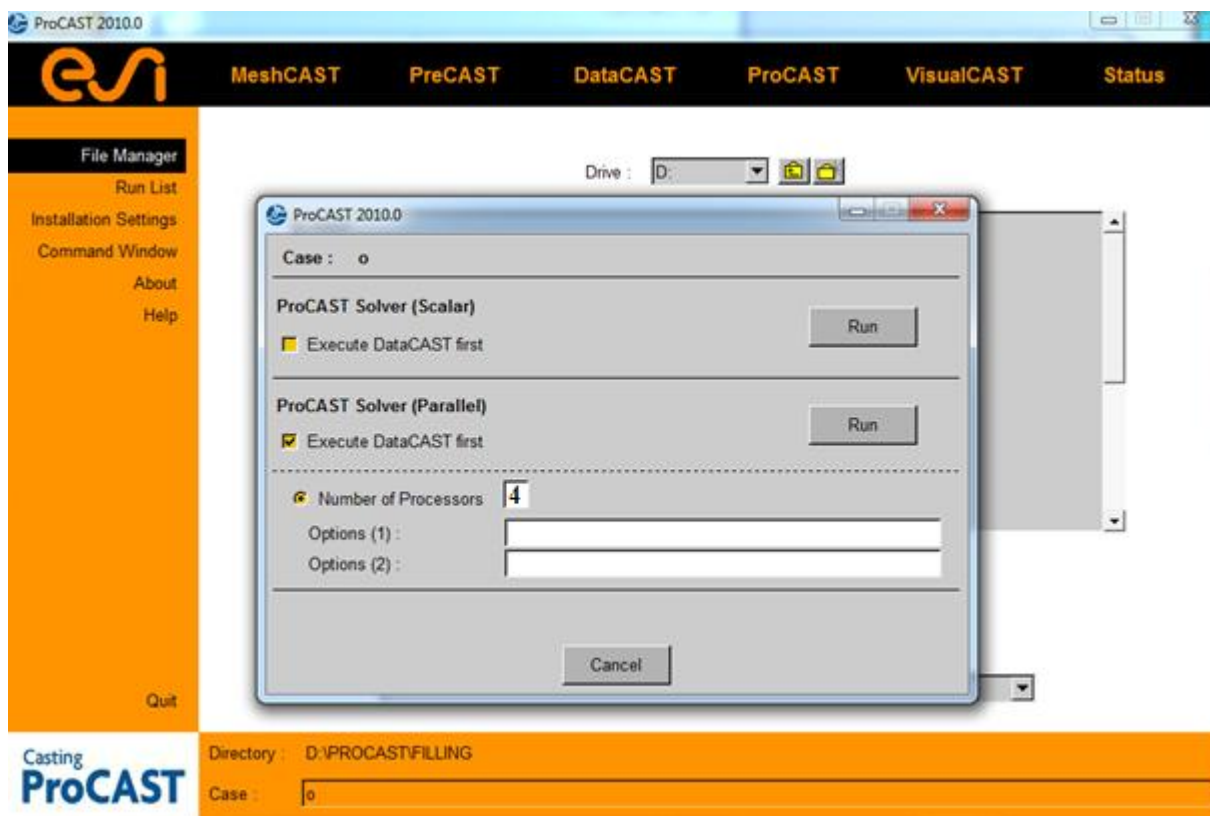 ProCAST 2010.0
esi MeshCAST PreCAST DataCAST ProCAST VisualCAST Status
File Manager
Run List
Installation Settings
Command Window
About
Help
Quit
Drive : D:
ProCAST 2010.0
Case : o
ProCAST Solver (Scalar)
Run
Execute DataCAST first
ProCAST Solver (Parallel)
Run
Execute DataCAST first
Number of Processors 4
Options (1) :
Options (2) :
Cancel
Casting
ProCAST
Directory : D:\PROCAST\FILLING
Case : o